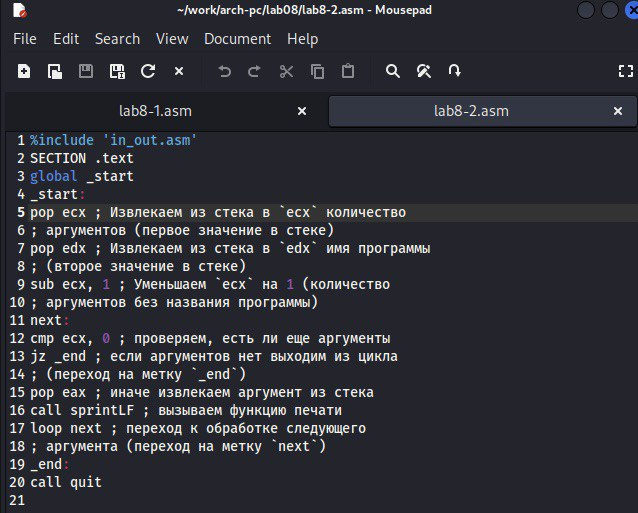 ~/work/arch-pc/lab08/lab8-2.asm - Mousepad
File Edit Search View Document Help
lab8-1.asm lab8-2.asm
1 %include 'in_out.asm'
2 SECTION .text
3 global _start
4 _start:
5 pop ecx ; Извлекаем из стека в `ecx` количество
6 ; аргументов (первое значение в стеке)
7 pop edx ; Извлекаем из стека в `edx` имя программы
8 ; (второе значение в стеке)
9 sub ecx, 1 ; Уменьшаем `ecx` на 1 (количество
10 ; аргументов без названия программы)
11 next:
12 cmp ecx, 0 ; проверяем, есть ли еще аргументы
13 jz _end ; если аргументов нет выходим из цикла
14 ; (переход на метку `_end`)
15 pop eax ; иначе извлекаем аргумент из стека
16 call sprintLF ; вызываем функцию печати
17 loop next ; переход к обработке следующего
18 ; аргумента (переход на метку `next`)
19 _end:
20 call quit
21